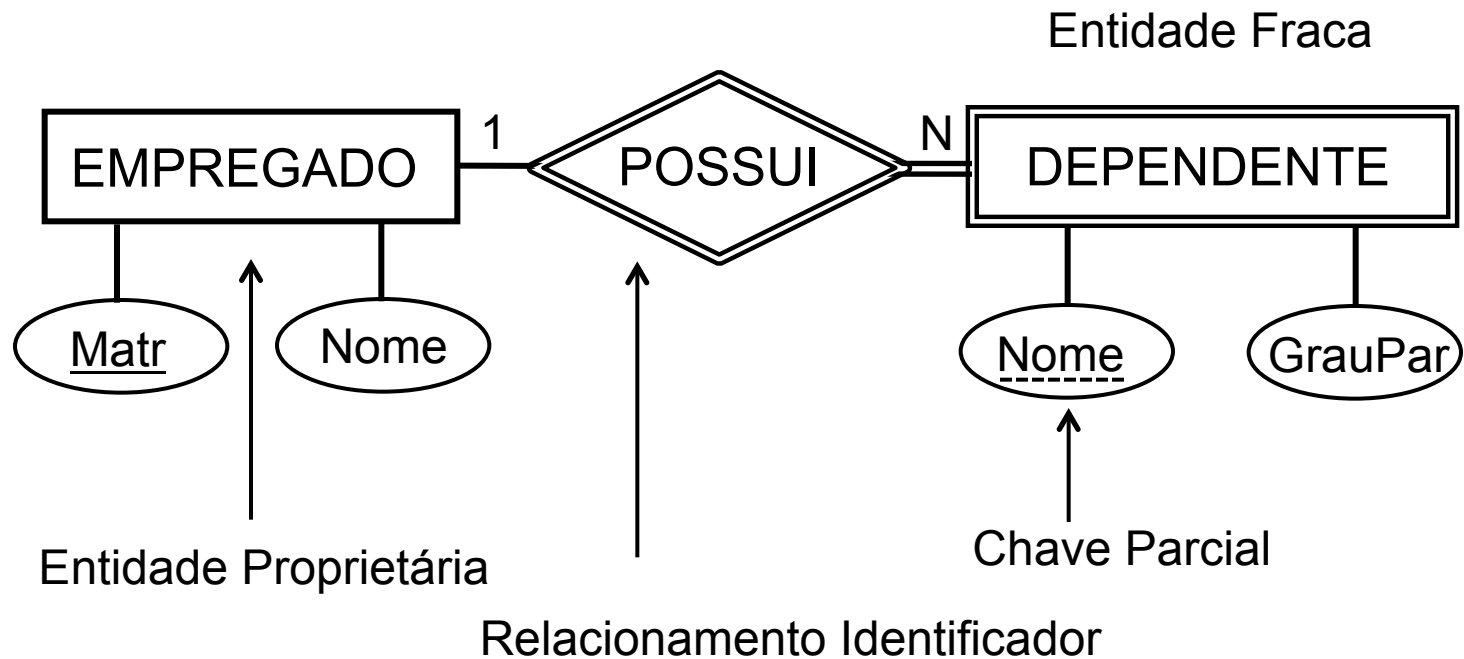 Entidade Fraca
EMPREGADO
1
POSSUI
N
DEPENDENTE
Matr
Nome
Nome
GrauPar
Entidade Proprietária
Chave Parcial
Relacionamento Identificador